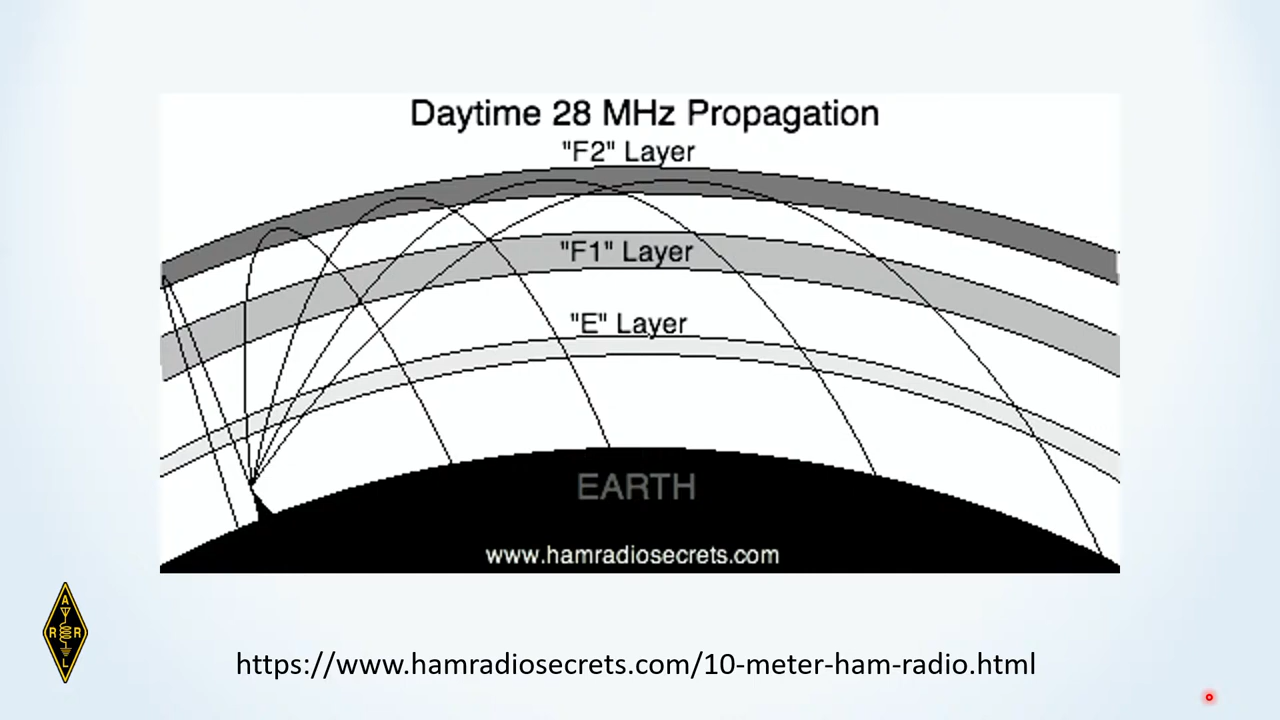 Daytime 28 MHz Propagation
"F2" Layer
"F1" Layer
"E" Layer
EARTH
www.hamradiosecrets.com
A
R R
L
https://www.hamradiosecrets.com/10-meter-ham-radio.html